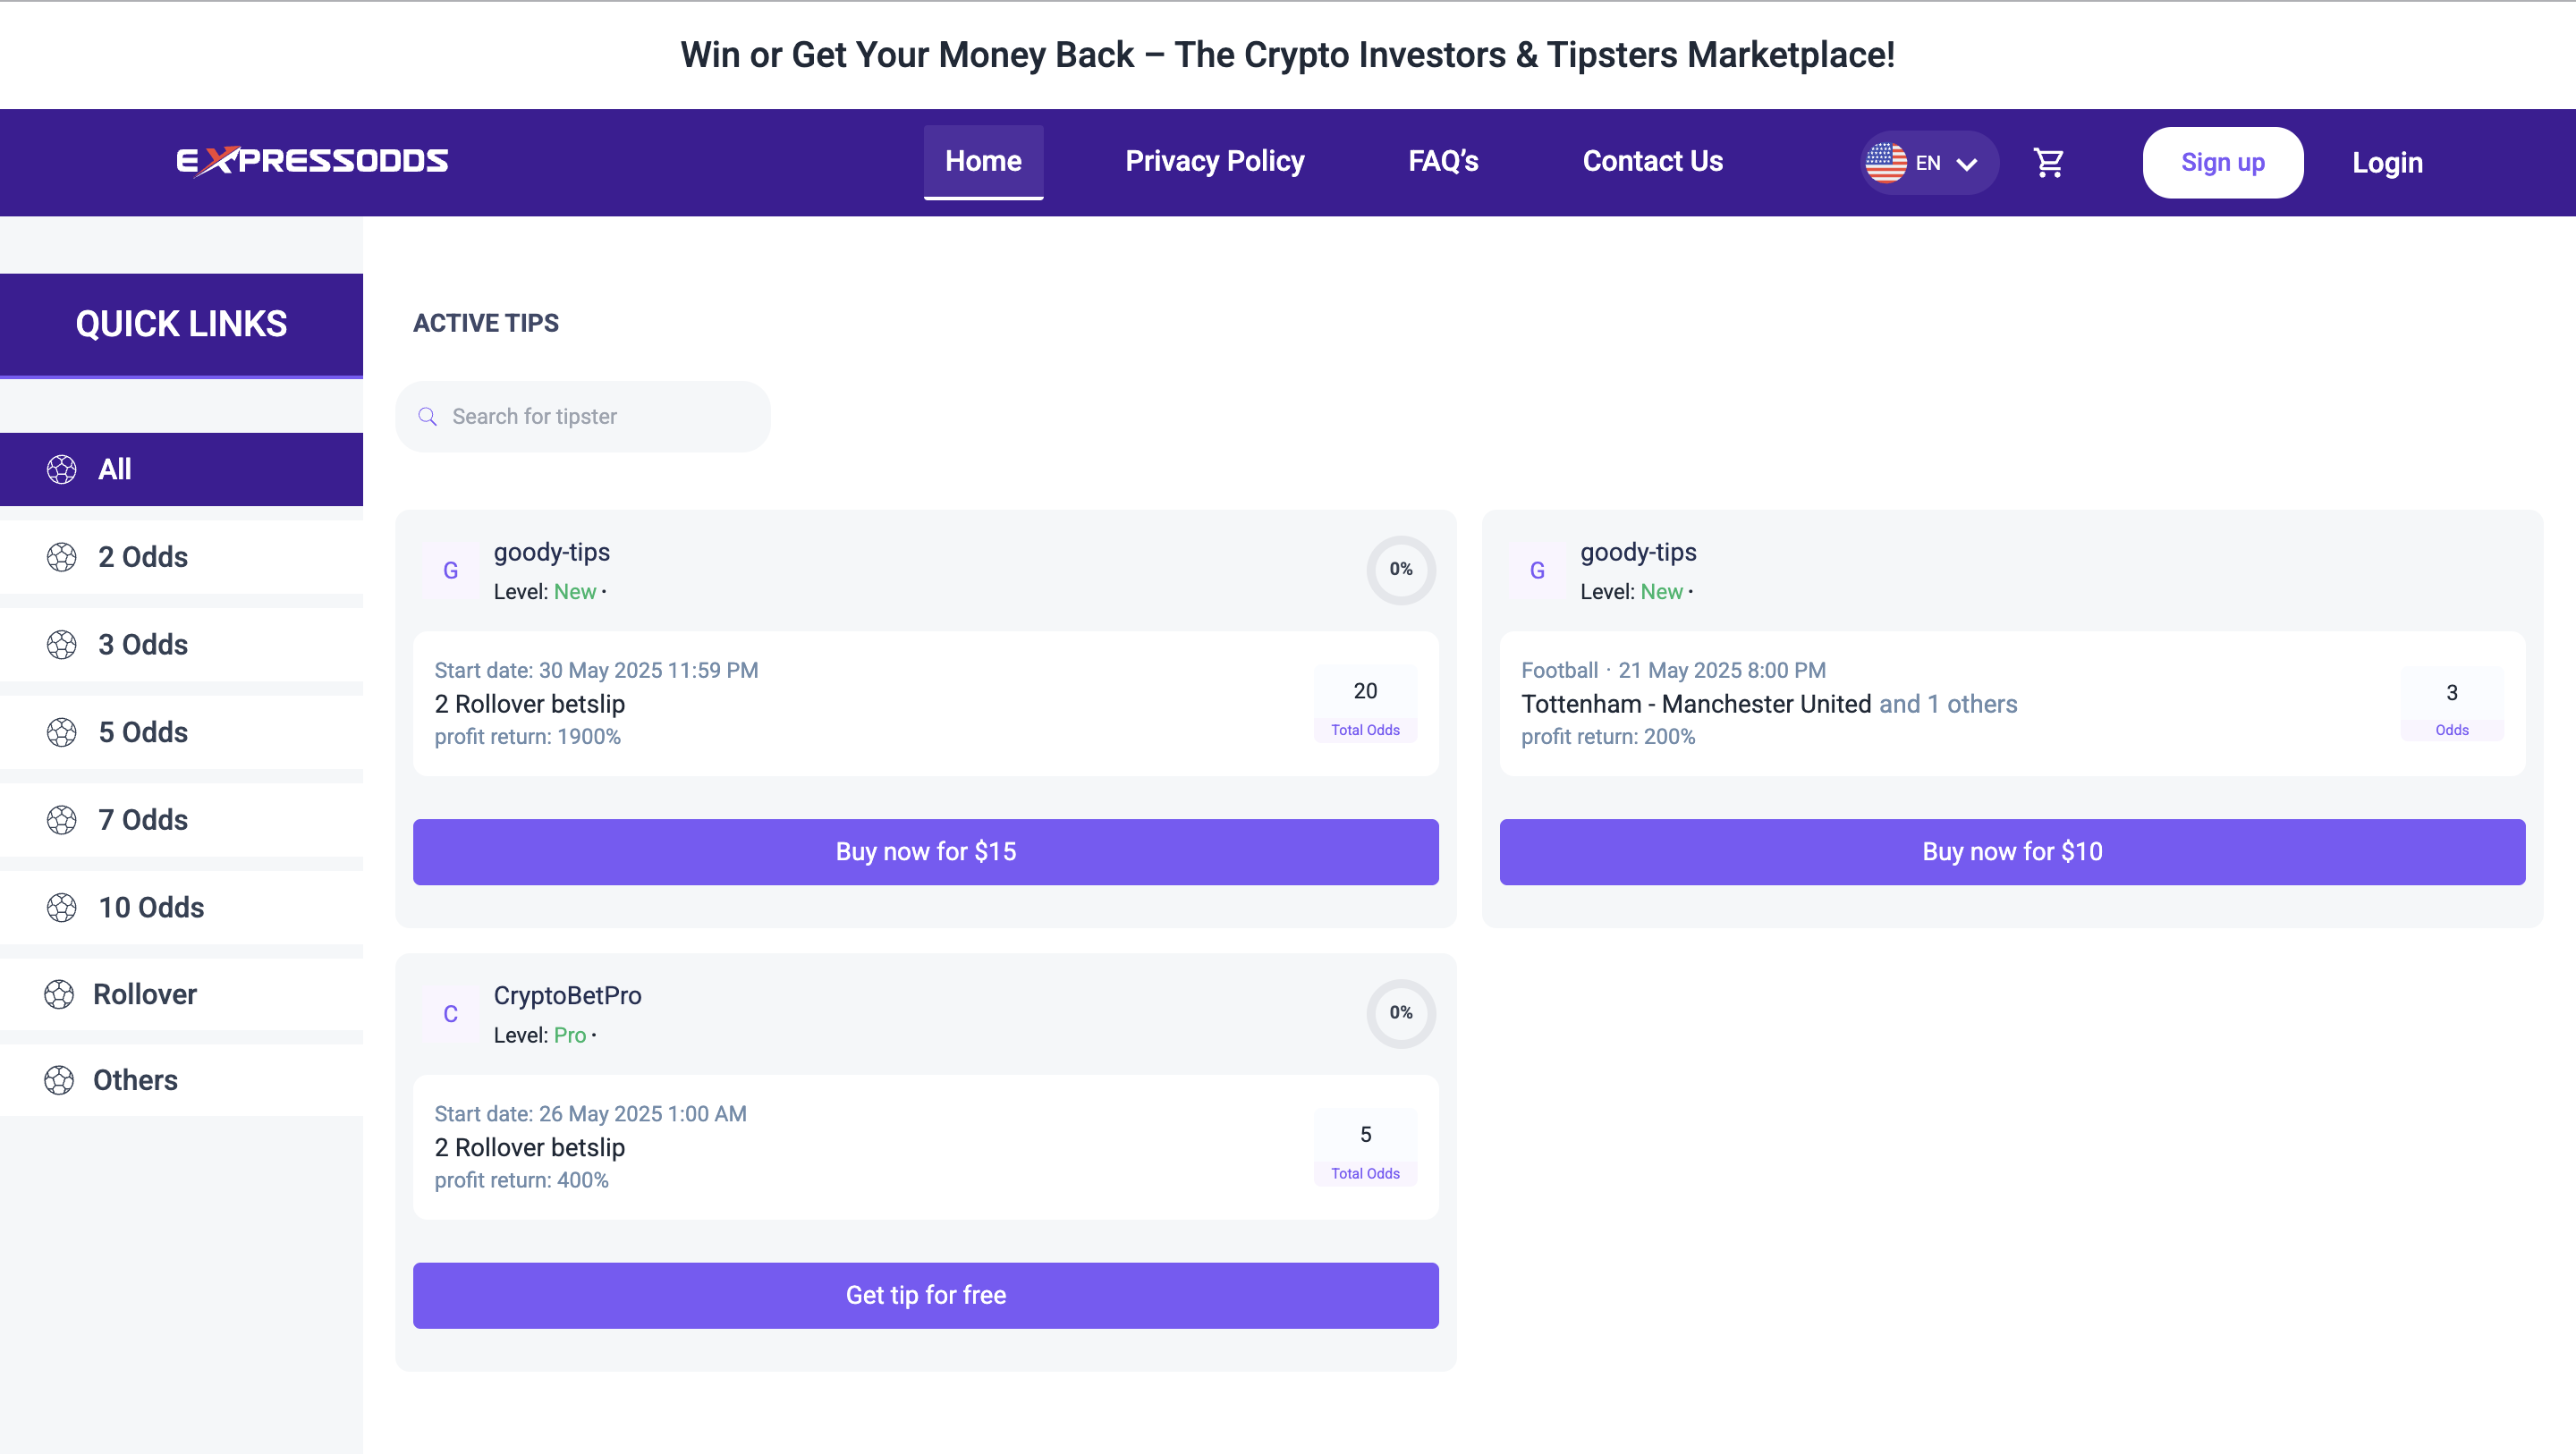 Win or Get Your Money Back – The Crypto Investors & Tipsters Marketplace!
EXPRESSODDS
Home
Privacy Policy
FAQ's
Contact Us
EN
Sign up
Login
QUICK LINKS
All
2 Odds
3 Odds
5 Odds
7 Odds
10 Odds
Rollover
Others
ACTIVE TIPS
Search for tipster
G
goody-tips
Level: New ·
0%
Start date: 30 May 2025 11:59 PM
2 Rollover betslip
profit return: 1900%
20
Total Odds
Buy now for $15
G
goody-tips
Level: New ·
Football · 21 May 2025 8:00 PM
Tottenham - Manchester United and 1 others
profit return: 200%
3
Odds
Buy now for $10
C
CryptoBetPro
Level: Pro ·
0%
Start date: 26 May 2025 1:00 AM
2 Rollover betslip
profit return: 400%
5
Total Odds
Get tip for free